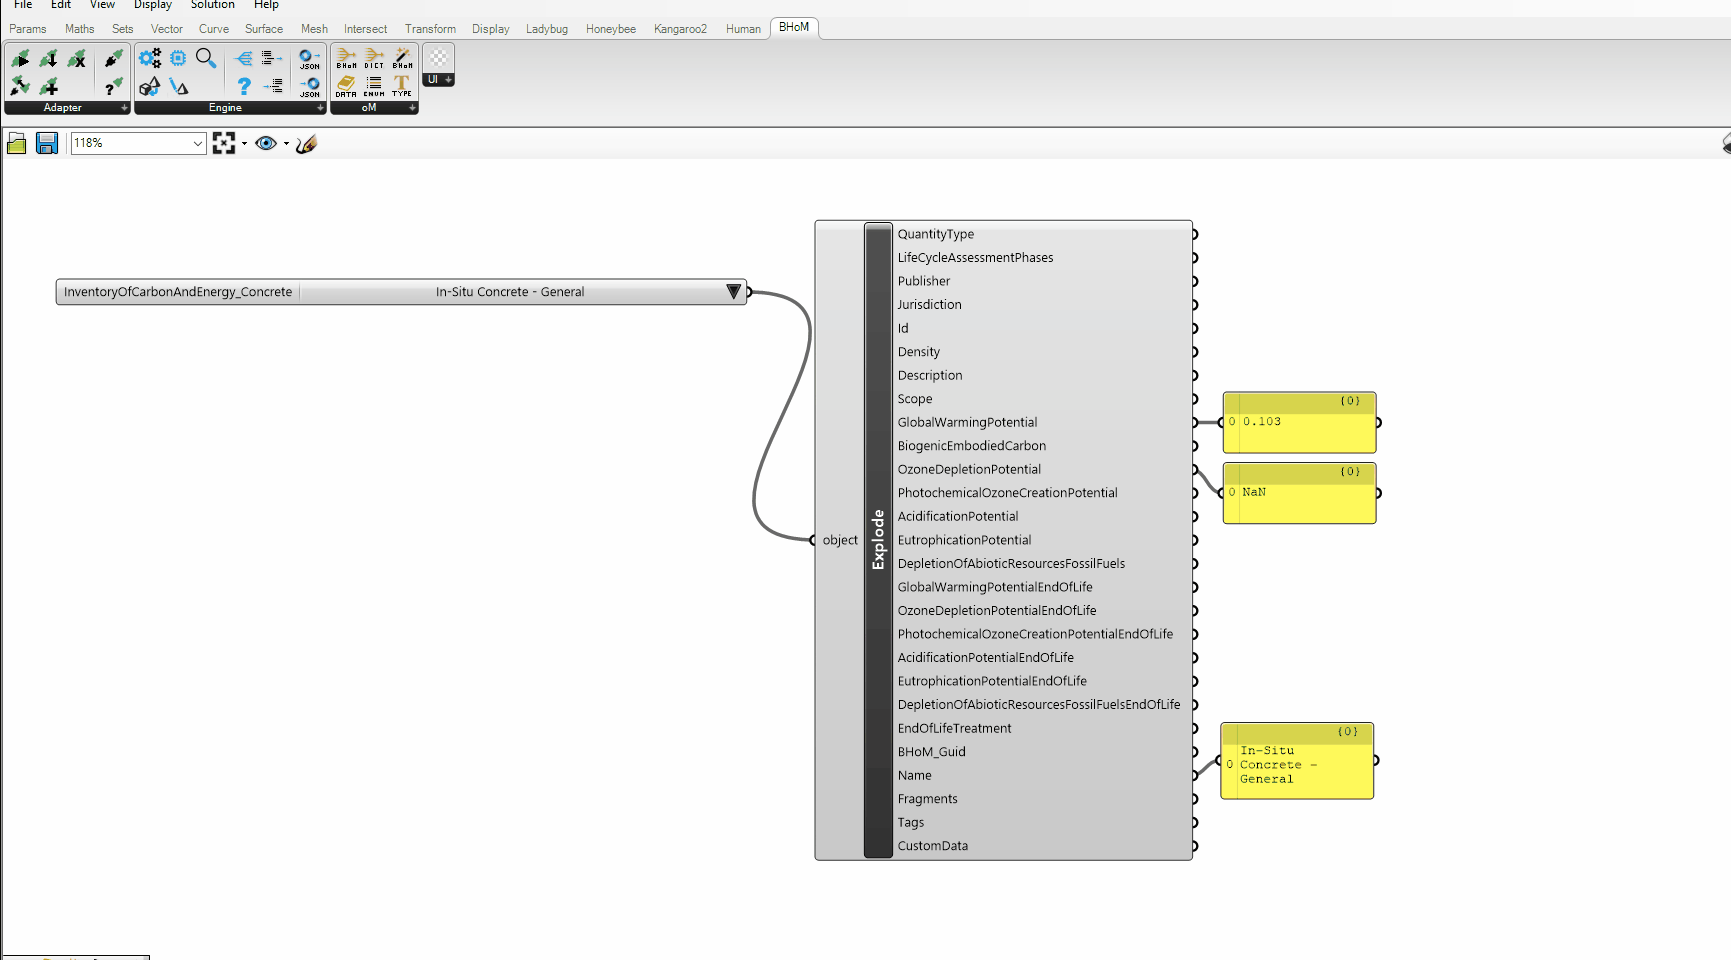 File Edit View Display Solution Help
Params Maths Sets Vector Curve Surface Mesh Intersect Transform Display Ladybug Honeybee Kangaroo2 Human BHoM
JSON BHoM DICT BHoM
? ? JSON DATA ENUM TYPE
UI
Adapter Engine oM
118%
QuantityType
LifeCycleAssessmentPhases
Publisher
InventoryOfCarbonAndEnergy_Concrete In-Situ Concrete - General
Jurisdiction
Id
Density
Description
Scope
{0}
GlobalWarmingPotential
0 0.103
BiogenicEmbodiedCarbon
OzoneDepletionPotential
{0}
PhotochemicalOzoneCreationPotential
0 NaN
AcidificationPotential
object
Explode
EutrophicationPotential
DepletionOfAbioticResourcesFossilFuels
GlobalWarmingPotentialEndOfLife
OzoneDepletionPotentialEndOfLife
PhotochemicalOzoneCreationPotentialEndOfLife
AcidificationPotentialEndOfLife
EutrophicationPotentialEndOfLife
DepletionOfAbioticResourcesFossilFuelsEndOfLife
EndOfLifeTreatment
{0}
BHoM_Guid
In-Situ
0 Concrete -
General
Name
Fragments
Tags
CustomData